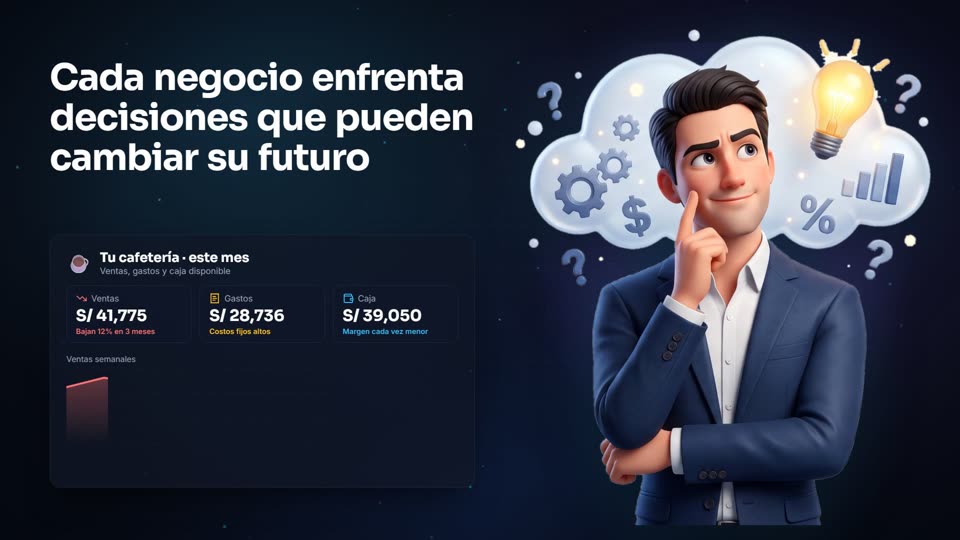 Cada negocio enfrenta
decisiones que pueden
cambiar su futuro
Tu cafetería · este mes
Ventas, gastos y caja disponible
Ventas
S/ 41,775
Bajan 12% en 3 meses
Gastos
S/ 28,736
Costos fijos altos
Caja
S/ 39,050
Margen cada vez menor
Ventas semanales
? ? ? ?
$ %